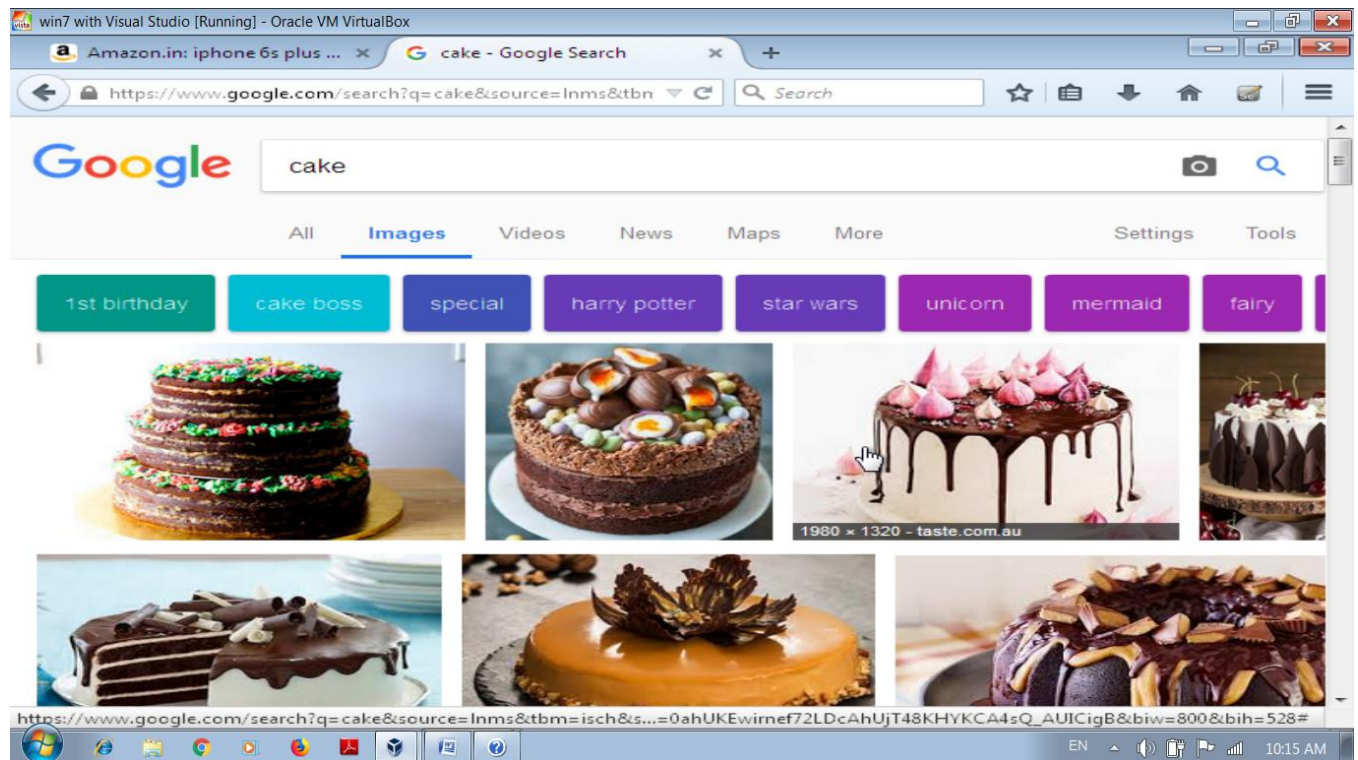 win7 with Visual Studio [Running] - Oracle VM VirtualBox
Amazon.in: iphone 6s plus ... cake - Google Search
https://www.google.com/search?q=cake&source=lnms&tbn Search
Google cake
All Images Videos News Maps More Settings Tools
1st birthday cake boss special harry potter star wars unicorn mermaid fairy
1980 × 1320 - taste.com.au
https://www.google.com/search?q=cake&source=lnms&tbm=isch&s...=0ahUKEwirnef72LDcAhUjT48KHYKCA4sQ_AUICigB&biw=800&bih=528#
EN 10:15 AM